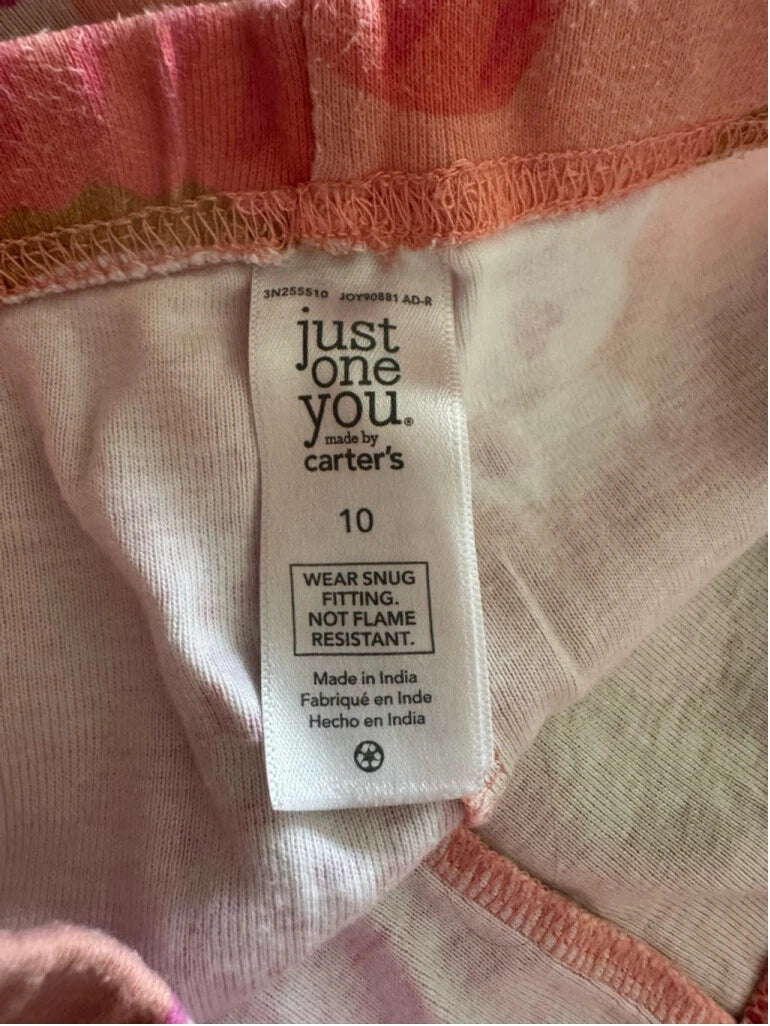 3N255510 JOY90881 AD-R
just
one
you.®
made by
carter's
10
WEAR SNUG
FITTING.
NOT FLAME
RESISTANT.
Made in India
Fabriqué en Inde
Hecho en India